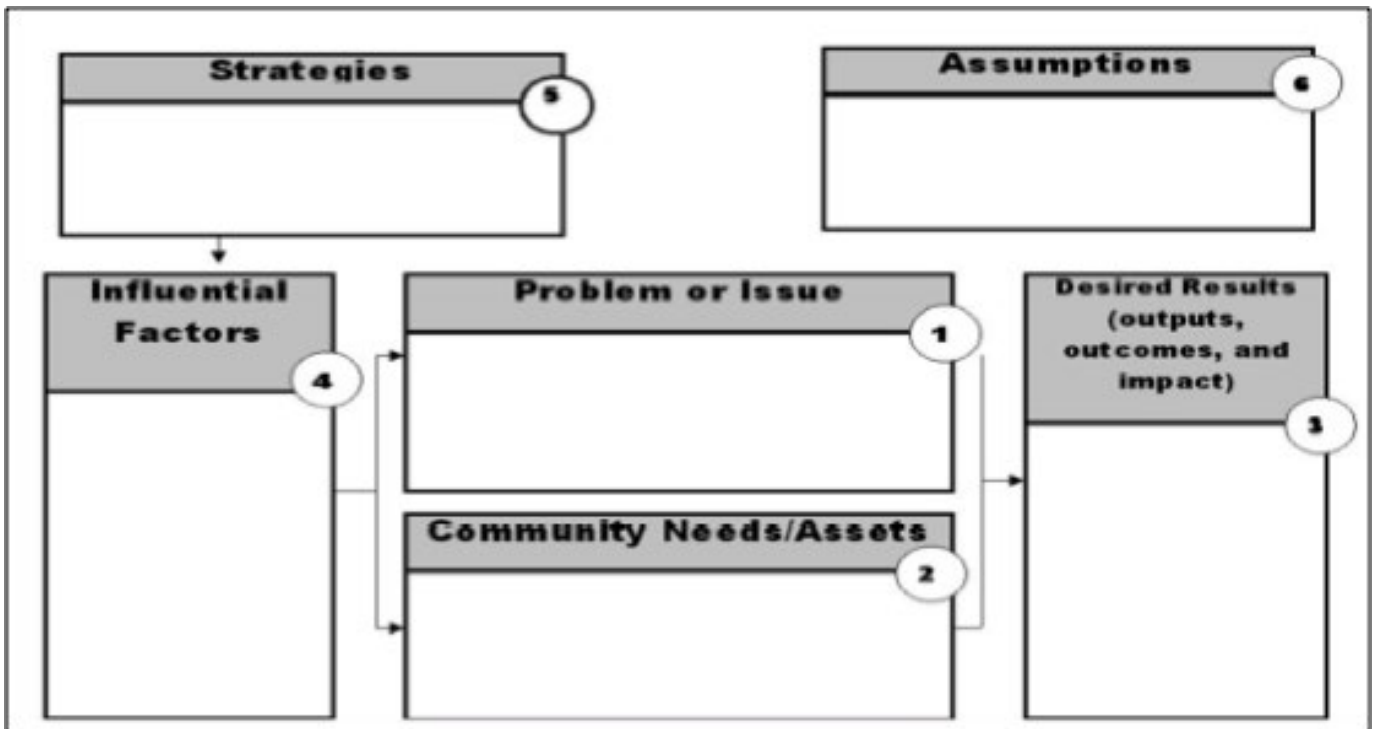 Strategies
5
Assumptions
6
Influential
Factors
4
Problem or Issue
1
Community Needs/Assets
2
Desired Results
(outputs,
outcomes, and
impact)
3